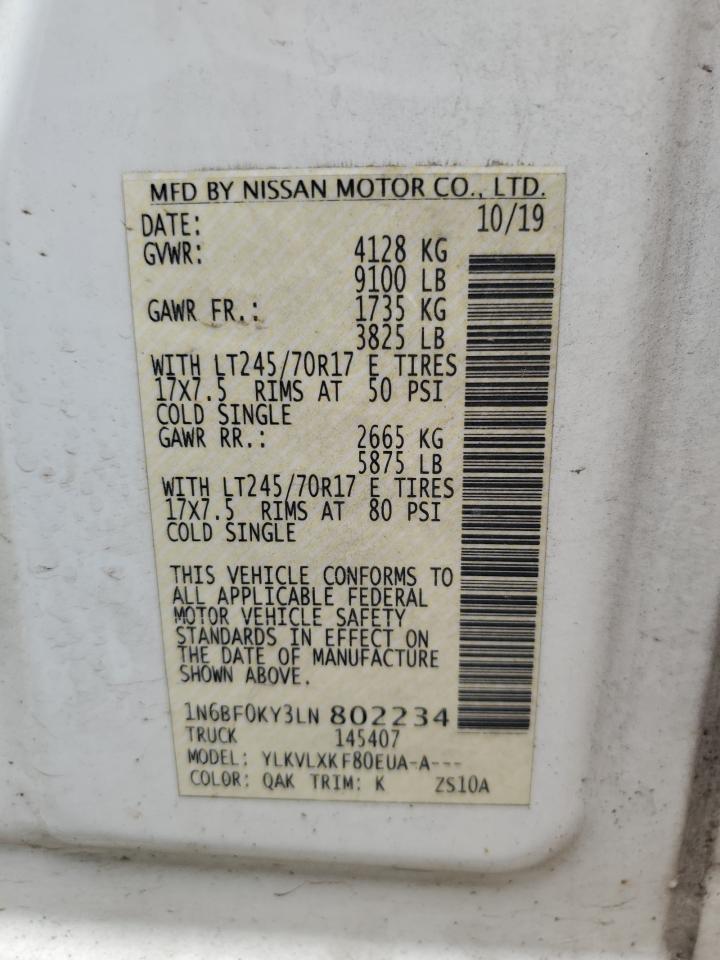 MFD BY NISSAN MOTOR CO., LTD.
DATE: 10/19
GVWR: 4128 KG
9100 LB
GAWR FR.: 1735 KG
3825 LB
WITH LT245/70R17 E TIRES
17X7.5 RIMS AT 50 PSI
COLD SINGLE
GAWR RR.: 2665 KG
5875 LB
WITH LT245/70R17 E TIRES
17X7.5 RIMS AT 80 PSI
COLD SINGLE
THIS VEHICLE CONFORMS TO
ALL APPLICABLE FEDERAL
MOTOR VEHICLE SAFETY
STANDARDS IN EFFECT ON
THE DATE OF MANUFACTURE
SHOWN ABOVE.
1N6BF0KY3LN 802234
TRUCK 145407
MODEL: YLKVLXKF80EUA-A---
COLOR: QAK TRIM: K ZS10A